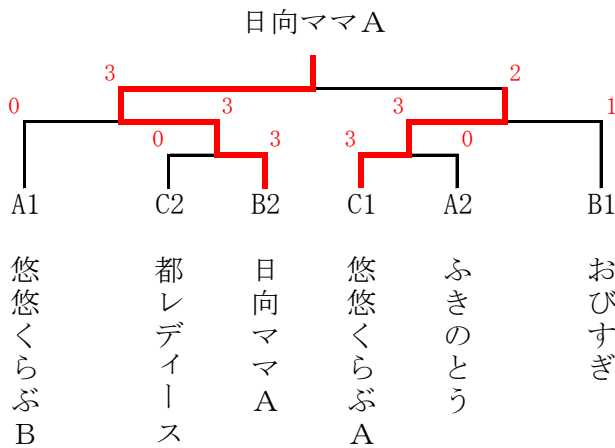 日向ママA
3 2
0 3 3 1
0 3 3 0
A1 C2 B2 C1 A2 B1
悠悠くらぶB
都レディース
日向ママA
悠悠くらぶA
ふきのとう
おびすぎ